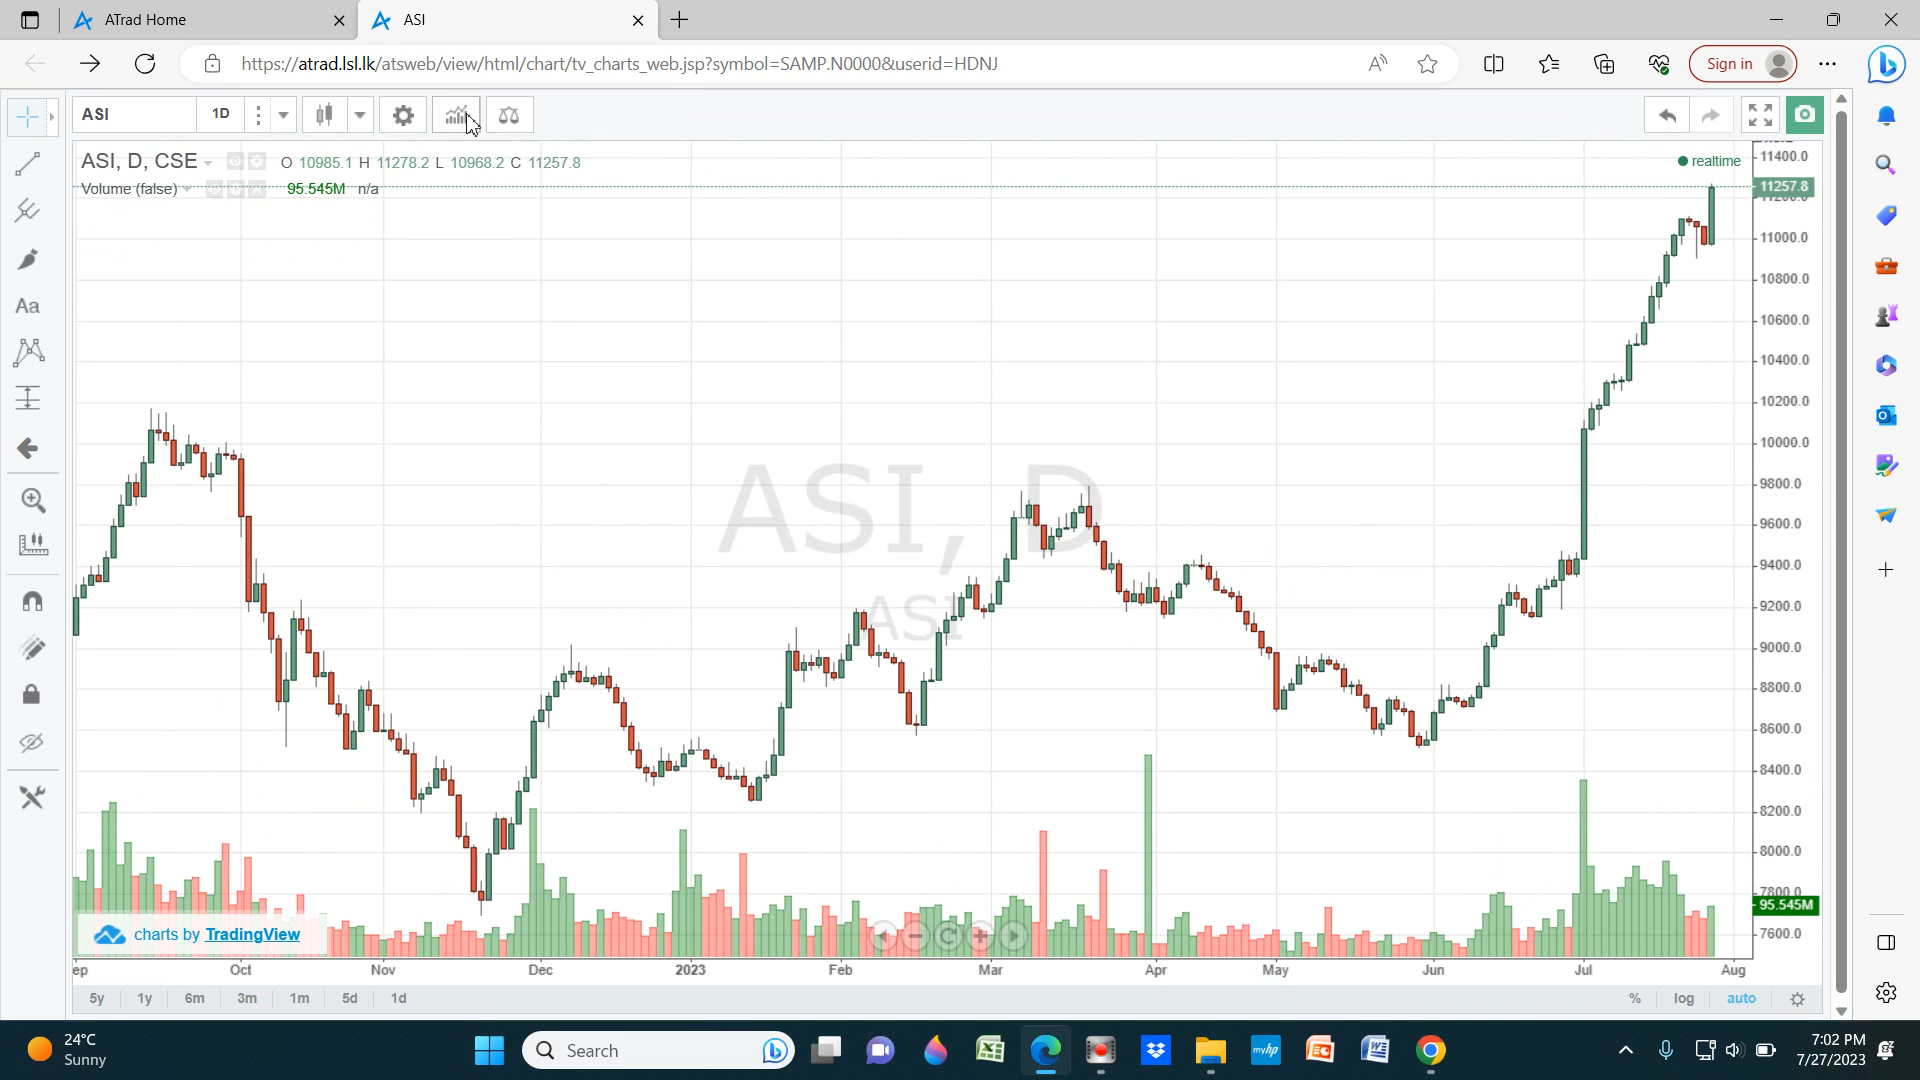 ATrad Home
ASI
https://atrad.lsl.lk/atsweb/view/html/chart/tv_charts_web.jsp?symbol=SAMP.N0000&userid=HDNJ
Sign in
ASI
1D
ASI, D, CSE
O 10985.1 H 11278.2 L 10968.2 C 11257.8
realtime
Volume (false)
95.545M n/a
Aa
ASI, D
ASI
11400.0
11257.8
11200.0
11000.0
10800.0
10600.0
10400.0
10200.0
10000.0
9800.0
9600.0
9400.0
9200.0
9000.0
8800.0
8600.0
8400.0
8200.0
8000.0
7800.0
95.545M
7600.0
charts by TradingView
ep Oct Nov Dec 2023 Feb Mar Apr May Jun Jul Aug
5y 1y 6m 3m 1m 5d 1d
% log auto
24°C
Sunny
Search
myhp
7:02 PM
7/27/2023